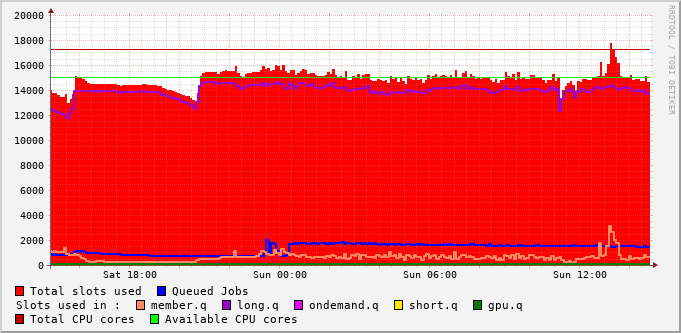 20000
18000
16000
14000
12000
10000
8000
6000
4000
2000
0
Sat 18:00 Sun 00:00 Sun 06:00 Sun 12:00
RRDTOOL / TOBI OETIKER
Total slots used Queued Jobs
Slots used in : member.q long.q ondemand.q short.q gpu.q
Total CPU cores Available CPU cores